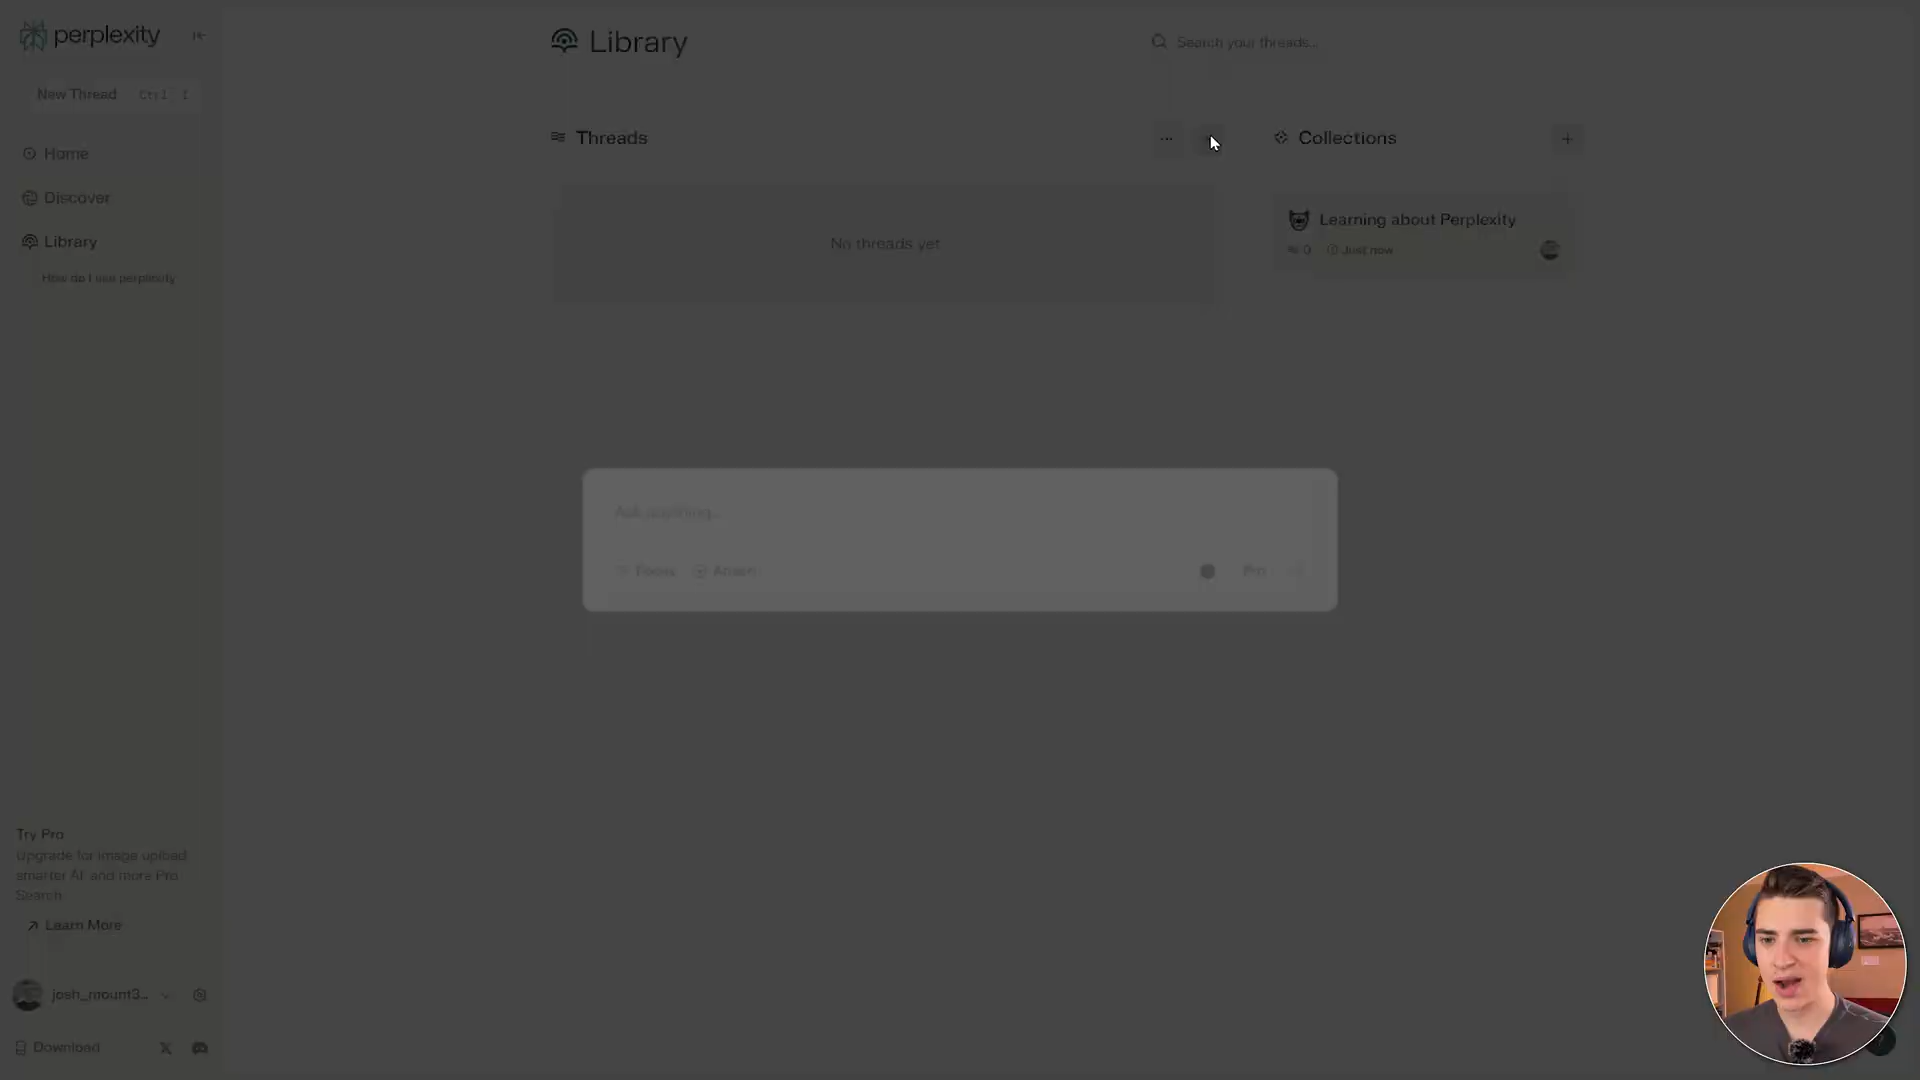 perplexity
Library
Search your threads...
New Thread Ctrl I
Threads
Collections
Home
Discover
Learning about Perplexity
Library
No threads yet
0 Just now
How do I use perplexity
Ask anything...
Focus Attach
Pro
Try Pro
Upgrade for image upload
smarter AI, and more Pro
Search
Learn More
josh_mount3...
Download
?